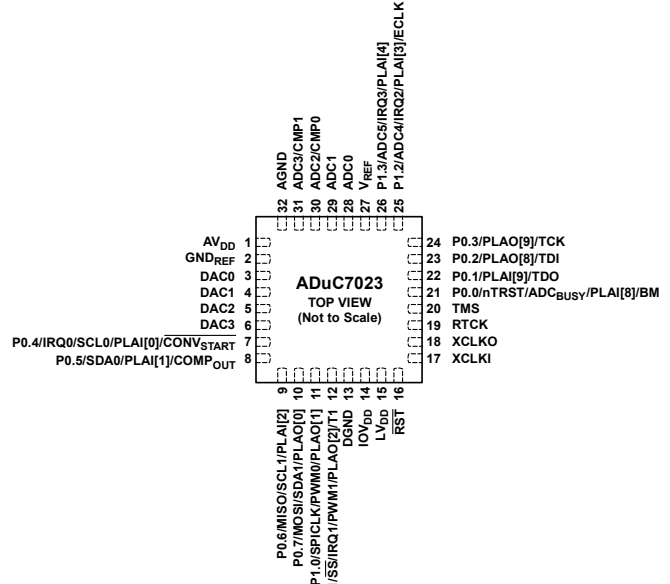 32 AGND
31 ADC3/CMP1
30 ADC2/CMP0
29 ADC1
28 ADC0
27 VREF
26 P1.3/ADC5/IRQ3/PLAI[4]
25 P1.2/ADC4/IRQ2/PLAI[3]/ECLK
AVDD 1
GNDREF 2
DAC0 3
DAC1 4
DAC2 5
DAC3 6
P0.4/IRQ0/SCL0/PLAI[0]/CONVSTART 7
P0.5/SDA0/PLAI[1]/COMPOUT 8
ADuC7023
TOP VIEW
(Not to Scale)
24 P0.3/PLAO[9]/TCK
23 P0.2/PLAO[8]/TDI
22 P0.1/PLAI[9]/TDO
21 P0.0/nTRST/ADCBUSY/PLAI[8]/BM
20 TMS
19 RTCK
18 XCLKO
17 XCLKI
P0.6/MISO/SCL1/PLAI[2] 9
P0.7/MOSI/SDA1/PLAO[0] 10
P1.0/SPICLK/PWM0/PLAO[1] 11
/SS/IRQ1/PWM1/PLAO[2]/T1 12
DGND 13
IOVDD 14
LVDD 15
RST 16